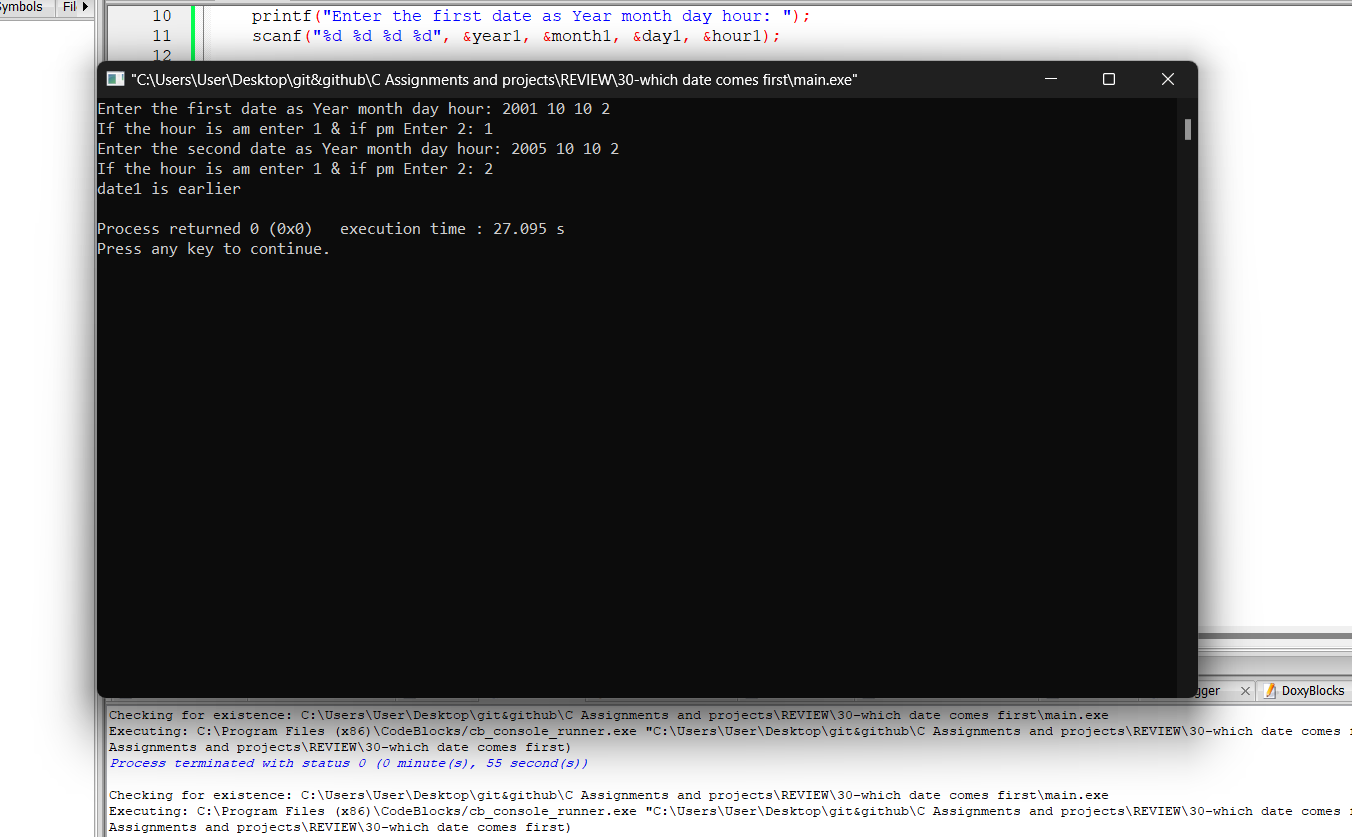 Symbols Fil
10 printf("Enter the first date as Year month day hour: ");
11 scanf("%d %d %d %d", &year1, &month1, &day1, &hour1);
12
"C:\Users\User\Desktop\git&github\C Assignments and projects\REVIEW\30-which date comes first\main.exe"
Enter the first date as Year month day hour: 2001 10 10 2
If the hour is am enter 1 & if pm Enter 2: 1
Enter the second date as Year month day hour: 2005 10 10 2
If the hour is am enter 1 & if pm Enter 2: 2
date1 is earlier
Process returned 0 (0x0)   execution time : 27.095 s
Press any key to continue.
gger DoxyBlocks
Checking for existence: C:\Users\User\Desktop\git&github\C Assignments and projects\REVIEW\30-which date comes first\main.exe
Executing: C:\Program Files (x86)\CodeBlocks/cb_console_runner.exe "C:\Users\User\Desktop\git&github\C Assignments and projects\REVIEW\30-which date comes
Assignments and projects\REVIEW\30-which date comes first)
Process terminated with status 0 (0 minute(s), 55 second(s))
Checking for existence: C:\Users\User\Desktop\git&github\C Assignments and projects\REVIEW\30-which date comes first\main.exe
Executing: C:\Program Files (x86)\CodeBlocks/cb_console_runner.exe "C:\Users\User\Desktop\git&github\C Assignments and projects\REVIEW\30-which date comes
Assignments and projects\REVIEW\30-which date comes first)